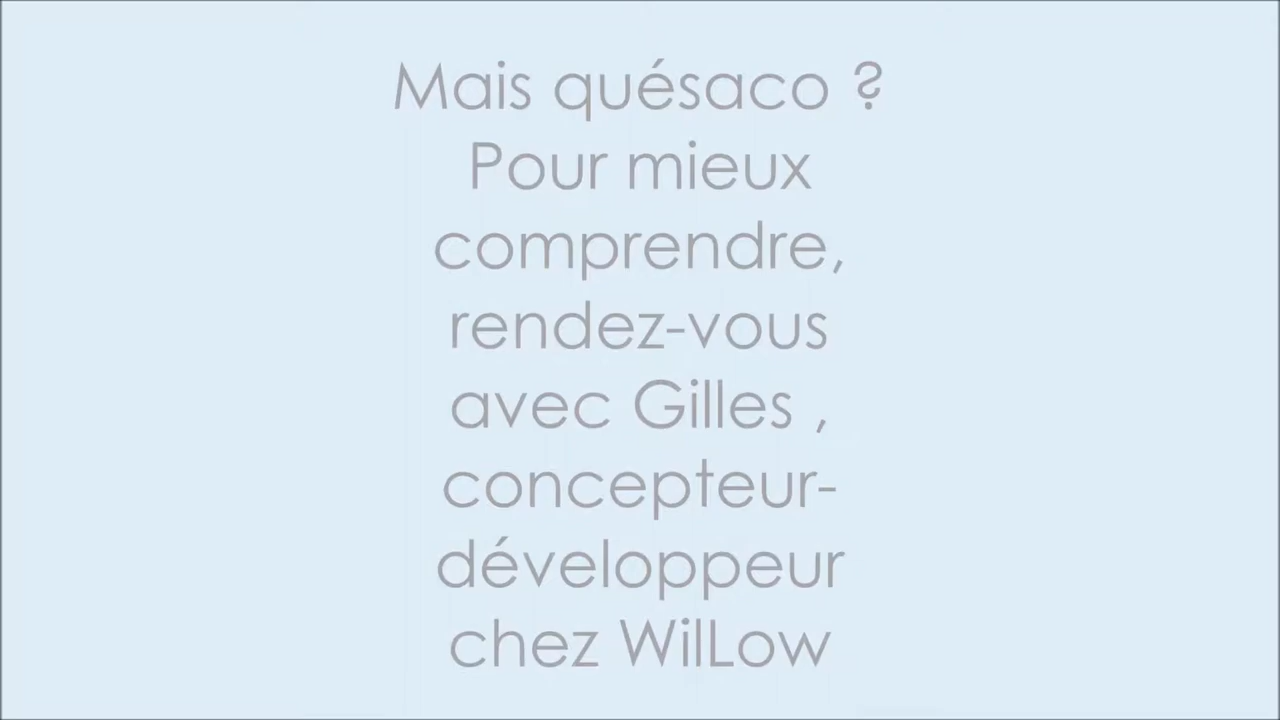 Mais quésaco ?
Pour mieux
comprendre,
rendez-vous
avec Gilles ,
concepteur-
développeur
chez WilLow